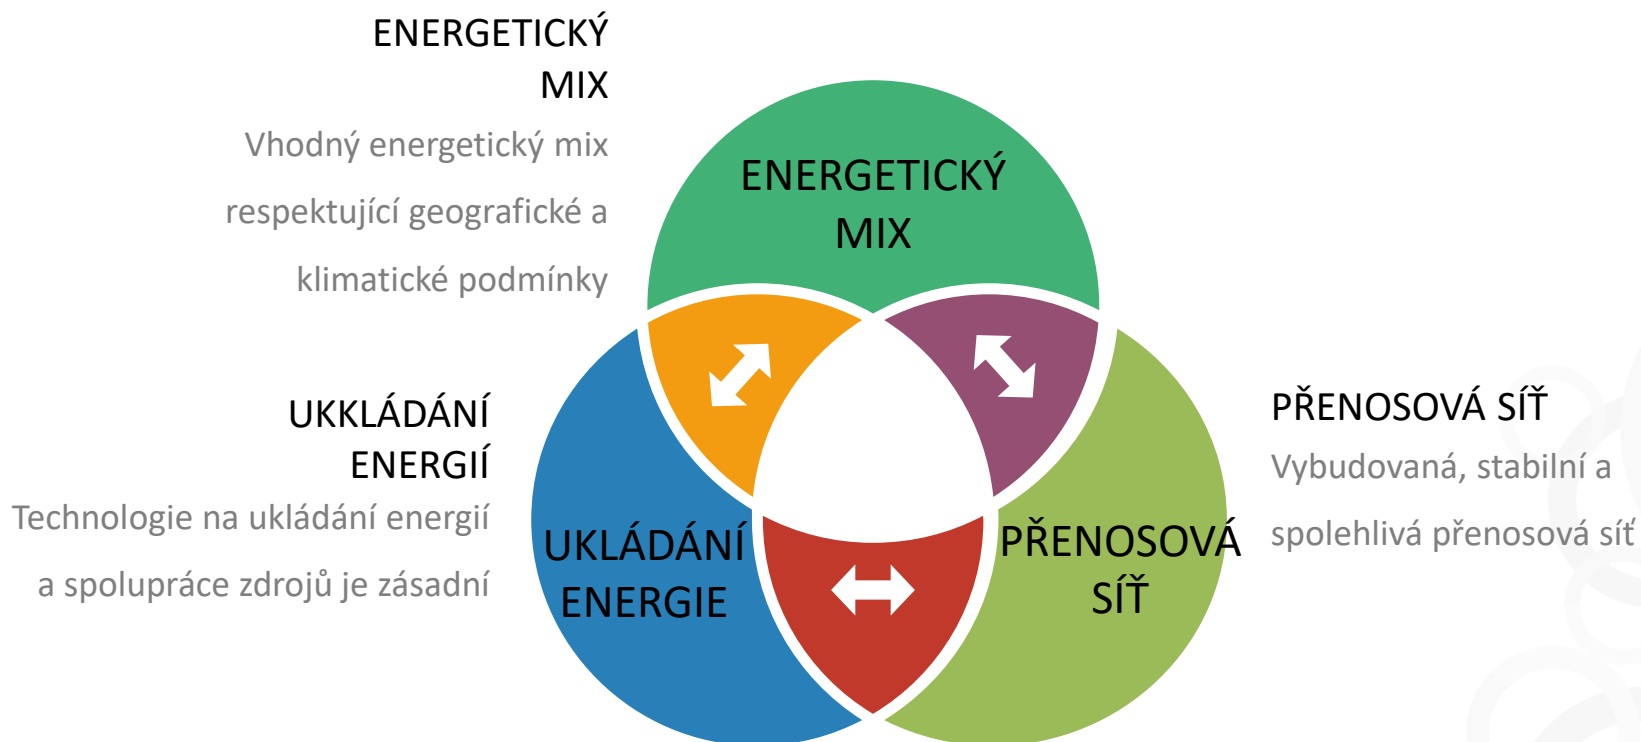 ENERGETICKÝ
MIX
Vhodný energetický mix
respektující geografické a
klimatické podmínky
UKKLÁDÁNÍ
ENERGIÍ
Technologie na ukládání energií
a spolupráce zdrojů je zásadní
ENERGETICKÝ
MIX
UKLÁDÁNÍ
ENERGIE
PŘENOSOVÁ
SÍŤ
PŘENOSOVÁ SÍŤ
Vybudovaná, stabilní a
spolehlivá přenosová síť